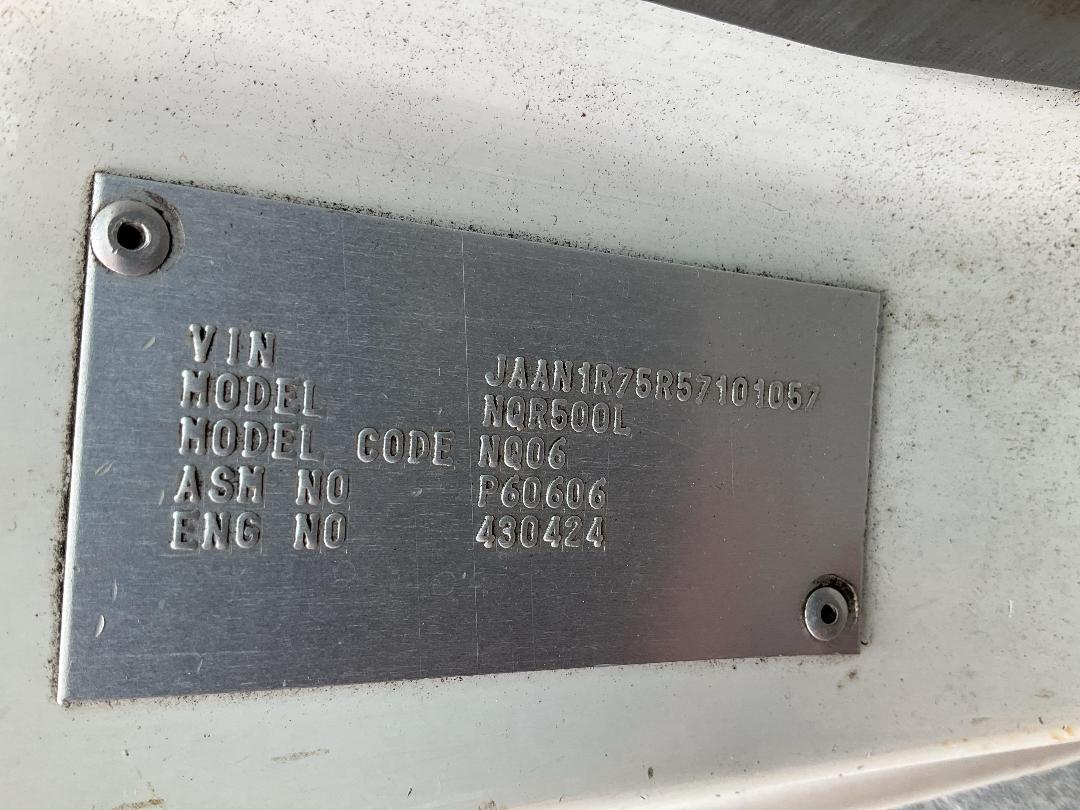 VIN JAAN1R75R57101057
MODEL NQR500L
MODEL CODE NQ06
ASM NO P60606
ENG NO 430424